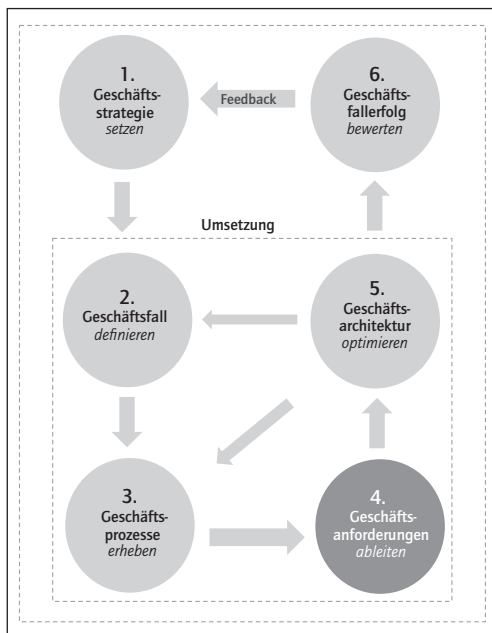 1.
Geschäfts-
strategie
setzen
Feedback
6.
Geschäfts-
fallerfolg
bewerten
Umsetzung
2.
Geschäftsfall
definieren
5.
Geschäfts-
architektur
optimieren
3.
Geschäfts-
prozesse
erheben
4.
Geschäfts-
anforderungen
ableiten